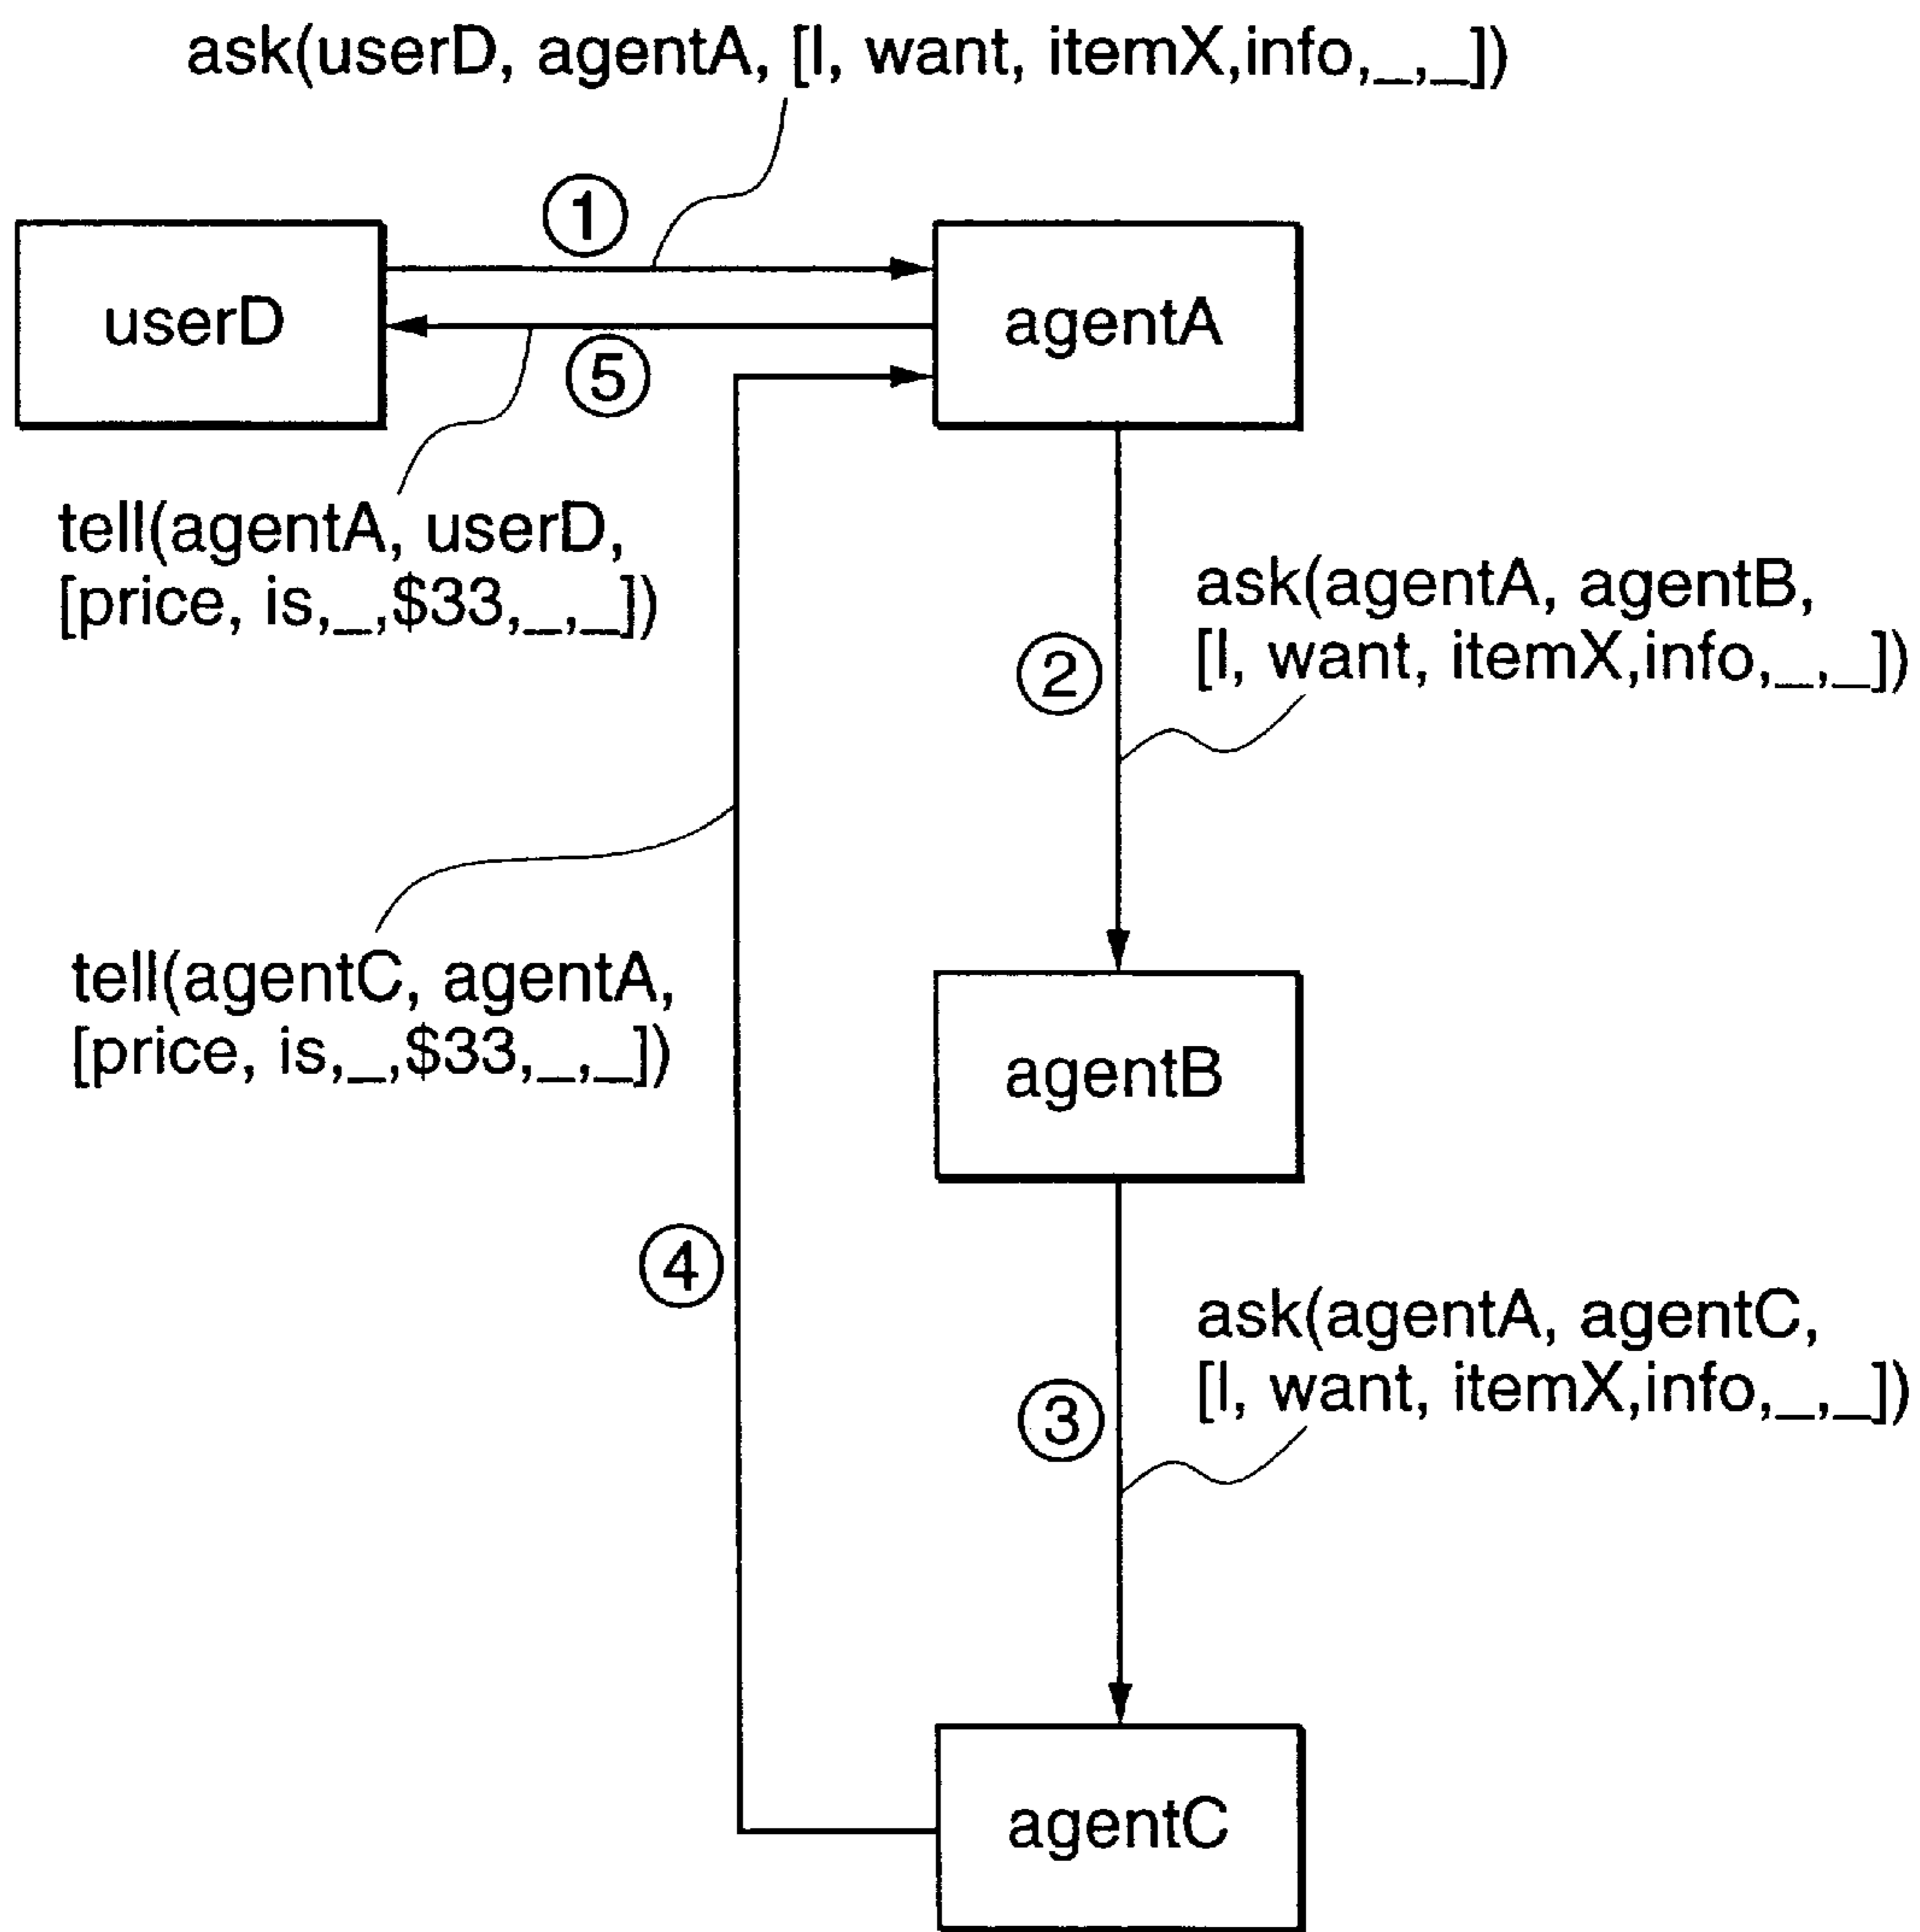 ask(userD, agentA, [I, want, itemX,info,_,_])
①
userD
agentA
⑤
tell(agentA, userD,
[price, is,_,$33,_,_])
ask(agentA, agentB,
[I, want, itemX,info,_,_])
②
tell(agentC, agentA,
[price, is,_,$33,_,_])
agentB
④
ask(agentA, agentC,
[I, want, itemX,info,_,_])
③
agentC